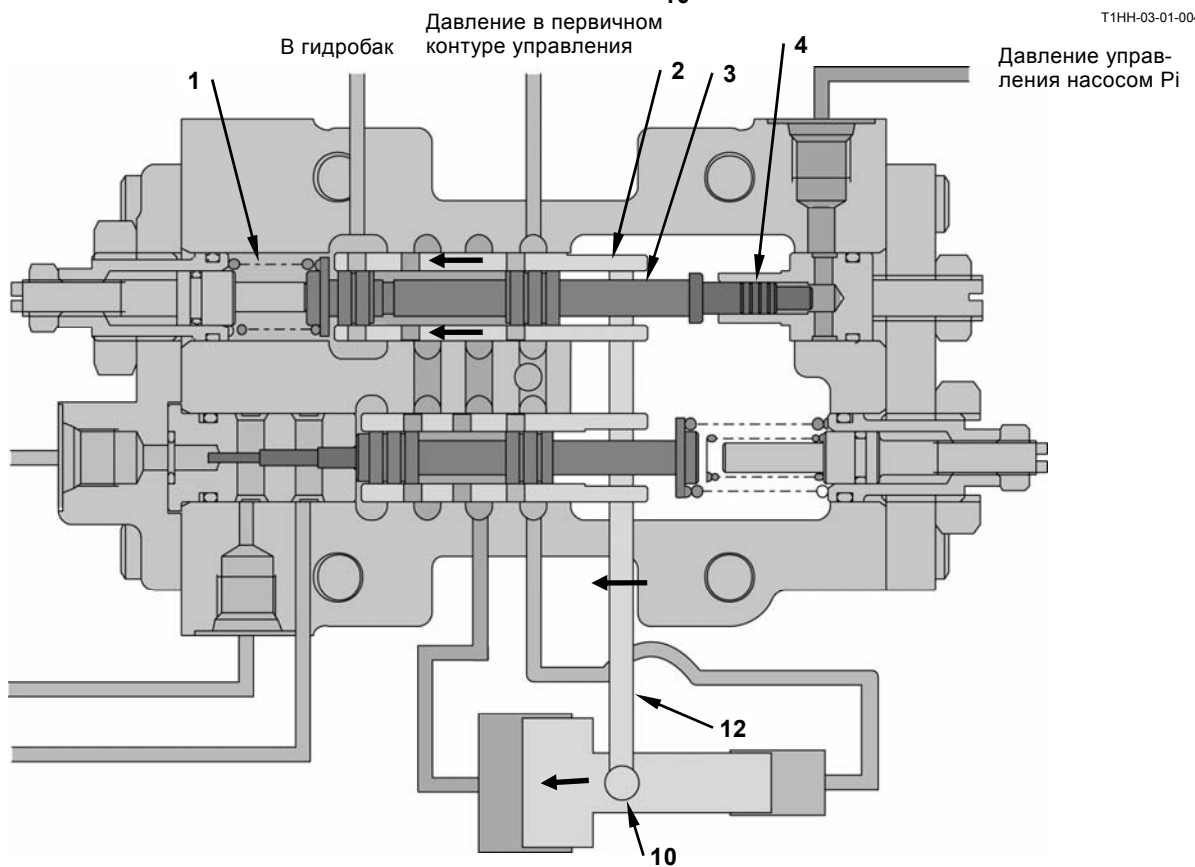 T1HH-03-01-004
Давление в первичном
контуре управления
В гидробак
Давление управ-
ления насосом Pi
1
2
3
4
12
10